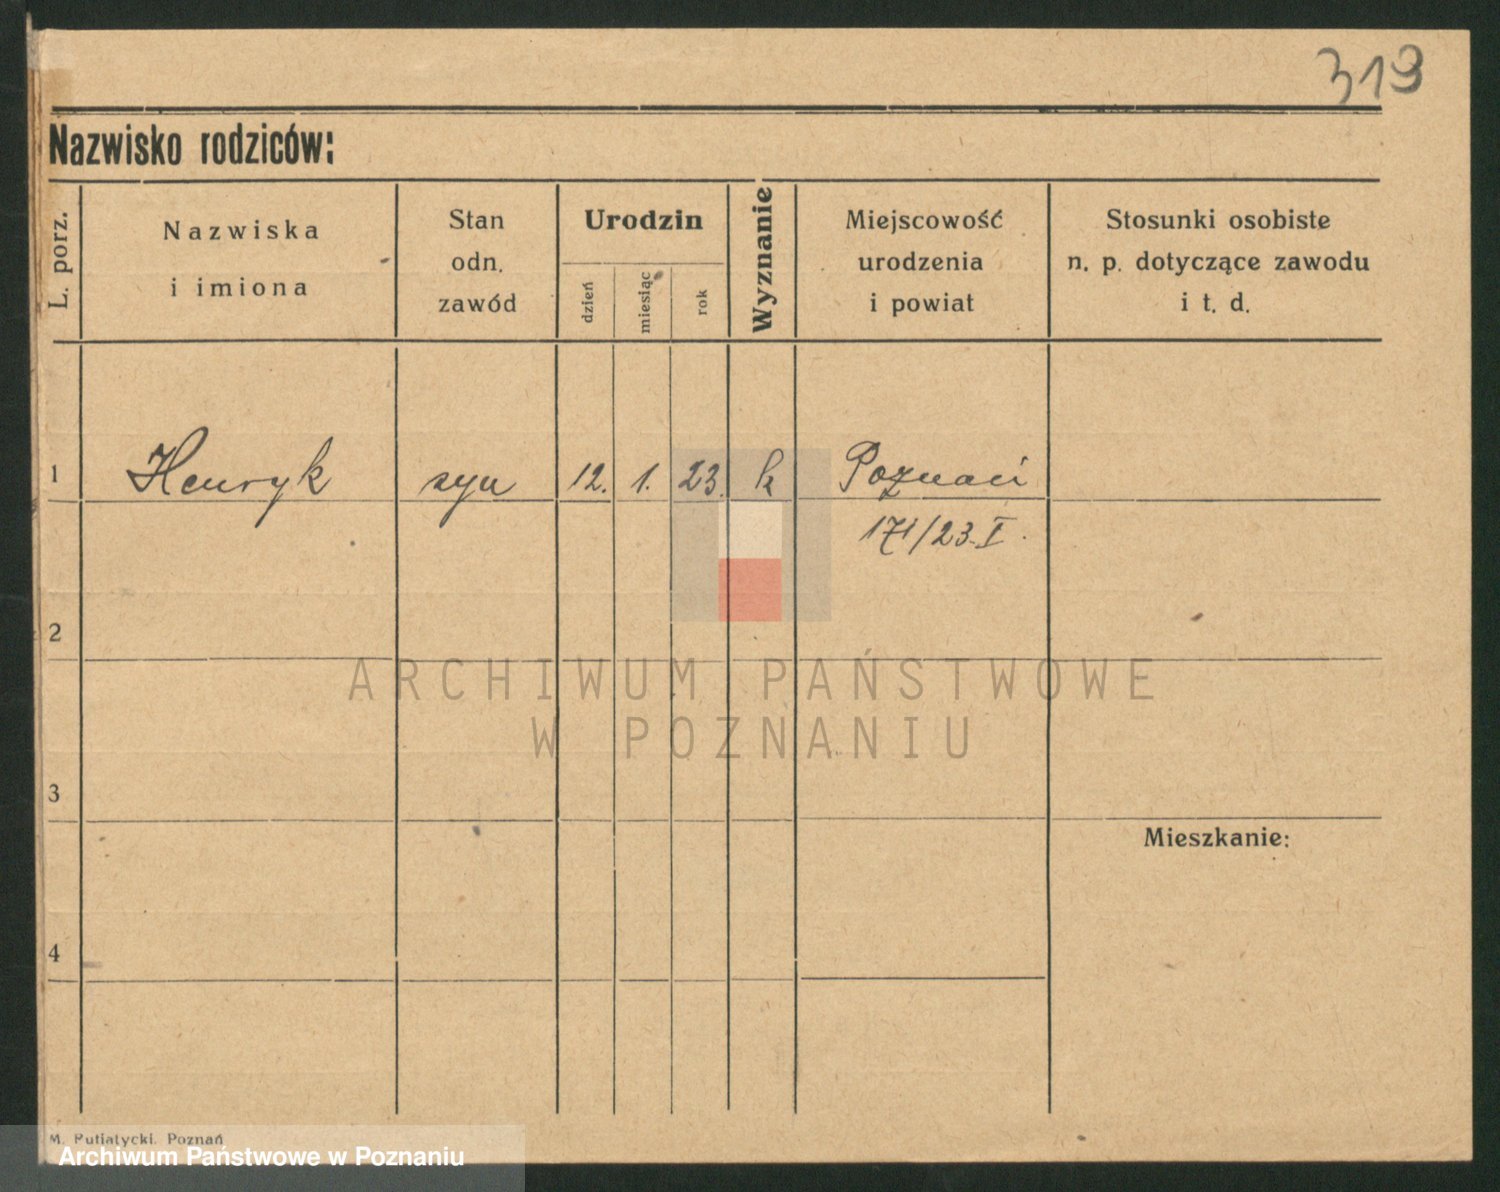 319
Nazwisko rodziców:
L. porz.
Nazwiska
i imiona
Stan
odn.
zawód
Urodzin
dzień
miesiąc
rok
Wyznanie
Miejscowość
urodzenia
i powiat
Stosunki osobiste
n. p. dotyczące zawodu
i t. d.
1 Henryk syn 12. 1. 23. k Poznań
171/23.I.
2
ARCHIWUM PAŃSTWOWE
W POZNANIU
3
Mieszkanie:
4
M. Putiatycki. Poznań
Archiwum Państwowe w Poznaniu